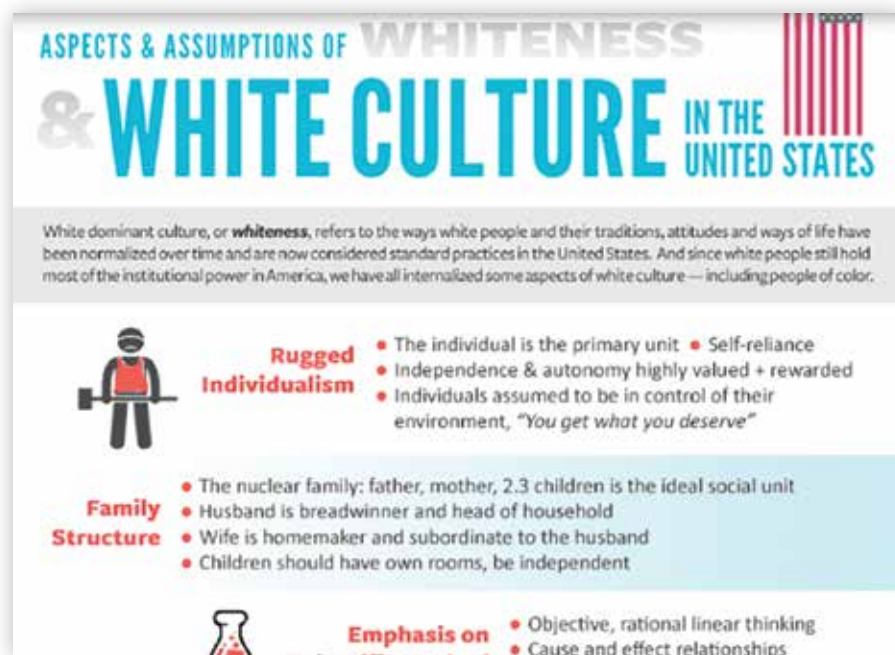 ASPECTS & ASSUMPTIONS OF WHITENESS
& WHITE CULTURE IN THE
UNITED STATES
White dominant culture, or whiteness, refers to the ways white people and their traditions, attitudes and ways of life have
been normalized over time and are now considered standard practices in the United States. And since white people still hold
most of the institutional power in America, we have all internalized some aspects of white culture — including people of color.
Rugged
Individualism
• The individual is the primary unit • Self-reliance
• Independence & autonomy highly valued + rewarded
• Individuals assumed to be in control of their
environment, "You get what you deserve"
Family
Structure
• The nuclear family: father, mother, 2.3 children is the ideal social unit
• Husband is breadwinner and head of household
• Wife is homemaker and subordinate to the husband
• Children should have own rooms, be independent
Emphasis on
• Objective, rational linear thinking
• Cause and effect relationships